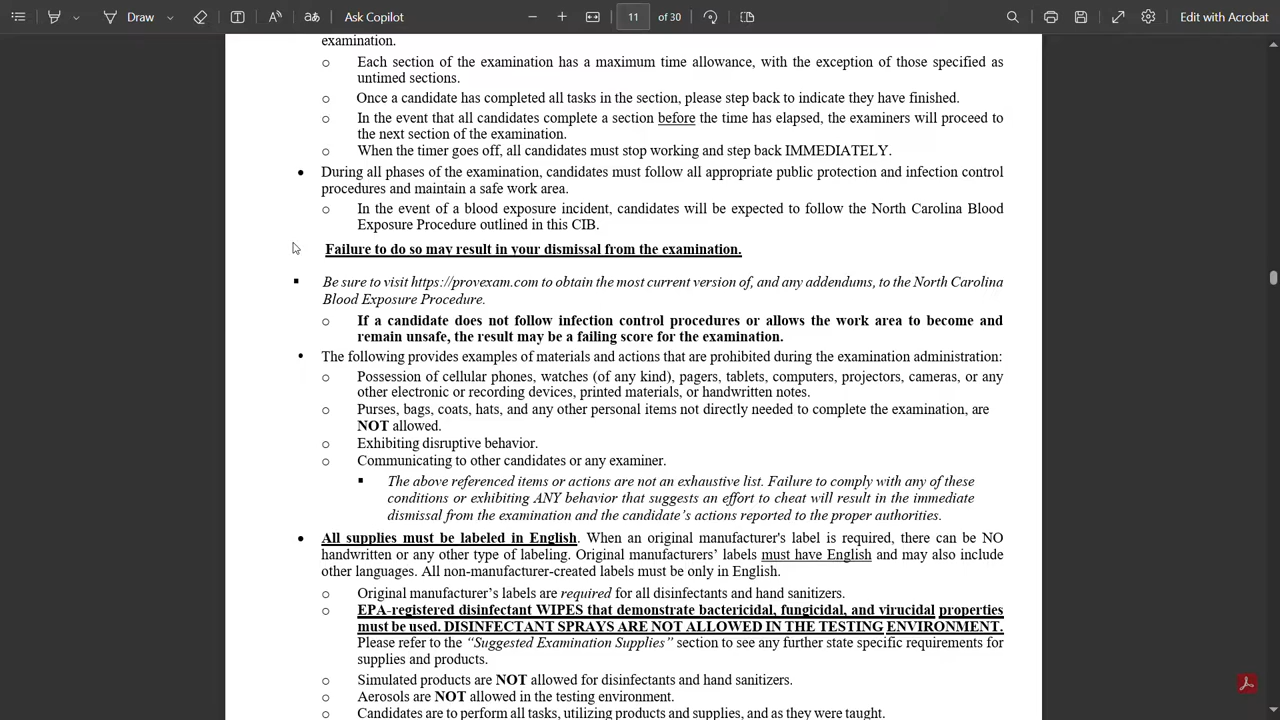 Draw
Ask Copilot
11 of 30
Edit with Acrobat
examination.
o Each section of the examination has a maximum time allowance, with the exception of those specified as
untimed sections.
o Once a candidate has completed all tasks in the section, please step back to indicate they have finished.
o In the event that all candidates complete a section before the time has elapsed, the examiners will proceed to
the next section of the examination.
o When the timer goes off, all candidates must stop working and step back IMMEDIATELY.
• During all phases of the examination, candidates must follow all appropriate public protection and infection control
procedures and maintain a safe work area.
o In the event of a blood exposure incident, candidates will be expected to follow the North Carolina Blood
Exposure Procedure outlined in this CIB.
Failure to do so may result in your dismissal from the examination.
▪ Be sure to visit https://provexam.com to obtain the most current version of, and any addendums, to the North Carolina
Blood Exposure Procedure.
o If a candidate does not follow infection control procedures or allows the work area to become and
remain unsafe, the result may be a failing score for the examination.
• The following provides examples of materials and actions that are prohibited during the examination administration:
o Possession of cellular phones, watches (of any kind), pagers, tablets, computers, projectors, cameras, or any
other electronic or recording devices, printed materials, or handwritten notes.
o Purses, bags, coats, hats, and any other personal items not directly needed to complete the examination, are
NOT allowed.
o Exhibiting disruptive behavior.
o Communicating to other candidates or any examiner.
▪ The above referenced items or actions are not an exhaustive list. Failure to comply with any of these
conditions or exhibiting ANY behavior that suggests an effort to cheat will result in the immediate
dismissal from the examination and the candidate's actions reported to the proper authorities.
• All supplies must be labeled in English. When an original manufacturer's label is required, there can be NO
handwritten or any other type of labeling. Original manufacturers' labels must have English and may also include
other languages. All non-manufacturer-created labels must be only in English.
o Original manufacturer's labels are required for all disinfectants and hand sanitizers.
o EPA-registered disinfectant WIPES that demonstrate bactericidal, fungicidal, and virucidal properties
must be used. DISINFECTANT SPRAYS ARE NOT ALLOWED IN THE TESTING ENVIRONMENT.
Please refer to the "Suggested Examination Supplies" section to see any further state specific requirements for
supplies and products.
o Simulated products are NOT allowed for disinfectants and hand sanitizers.
o Aerosols are NOT allowed in the testing environment.
o Candidates are to perform all tasks, utilizing products and supplies, and as they were taught.